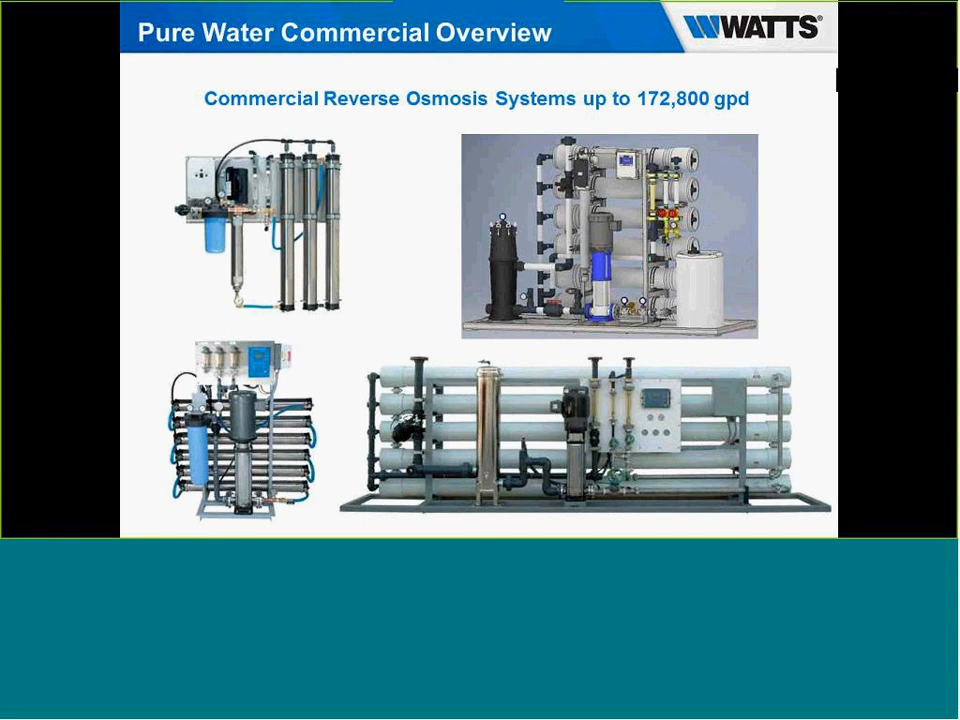 Pure Water Commercial Overview
WATTS®
Commercial Reverse Osmosis Systems up to 172,800 gpd